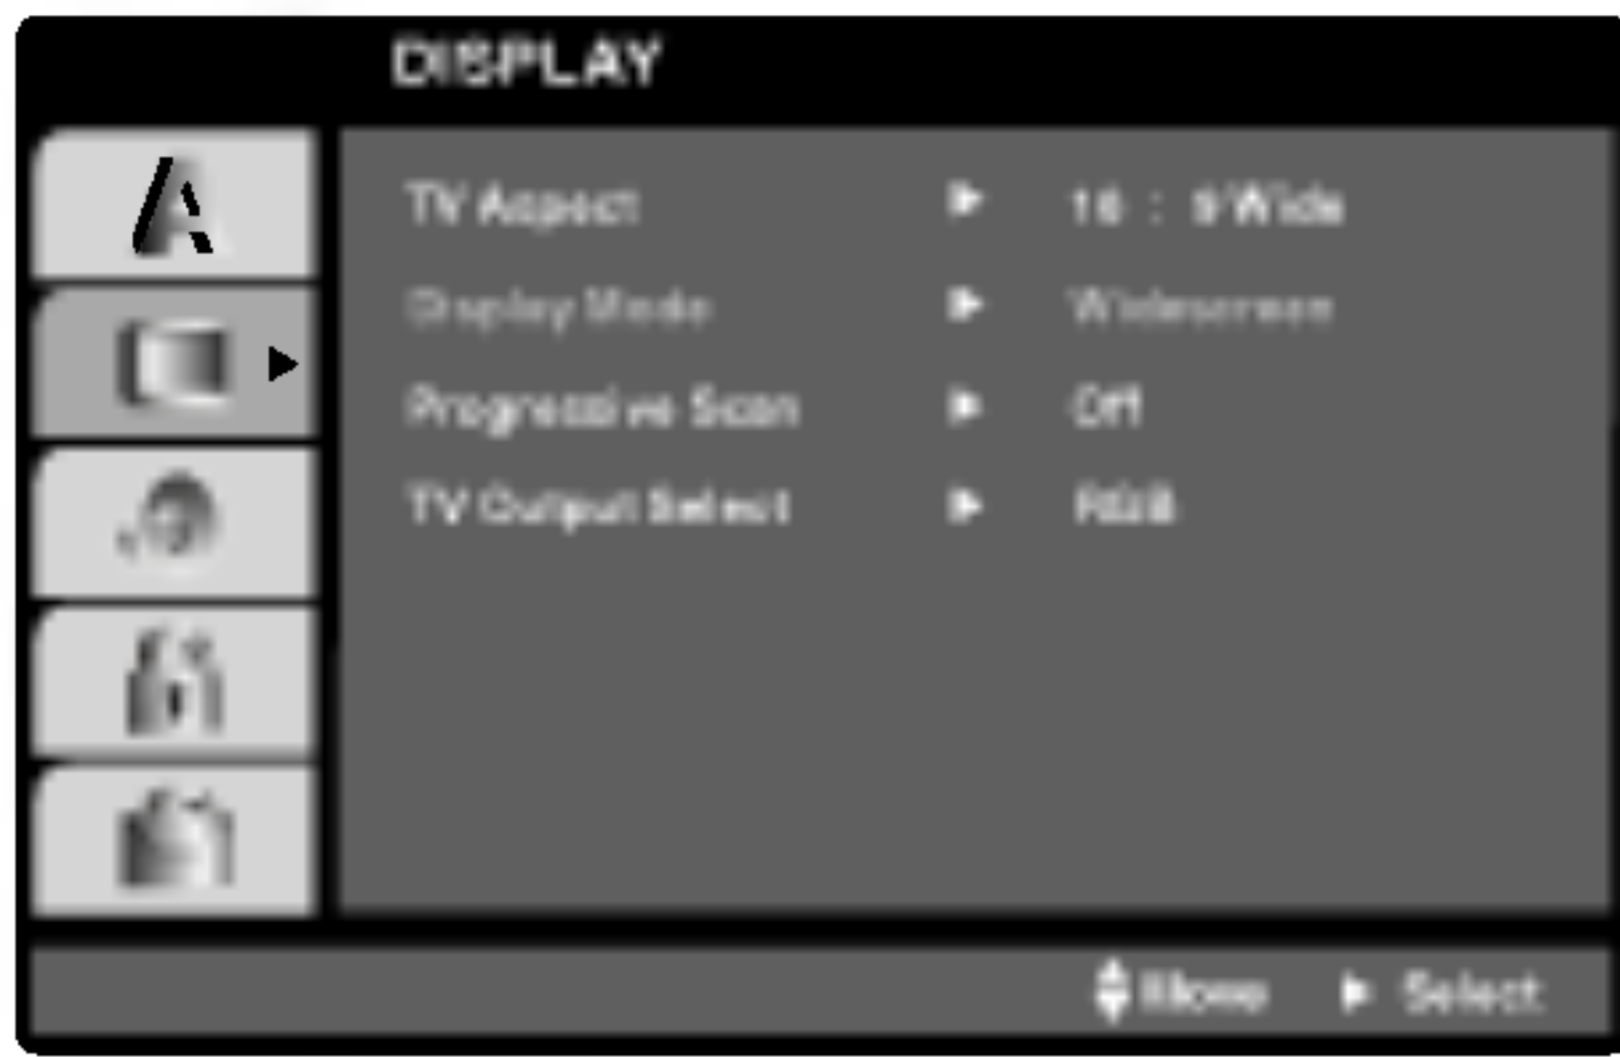 DISPLAY
A
TV Aspect ▶ 16 : 9 Wide
Display Mode ▶ Widescreen
Progressive Scan ▶ Off
TV Output Select ▶ RGB
Move ▶ Select